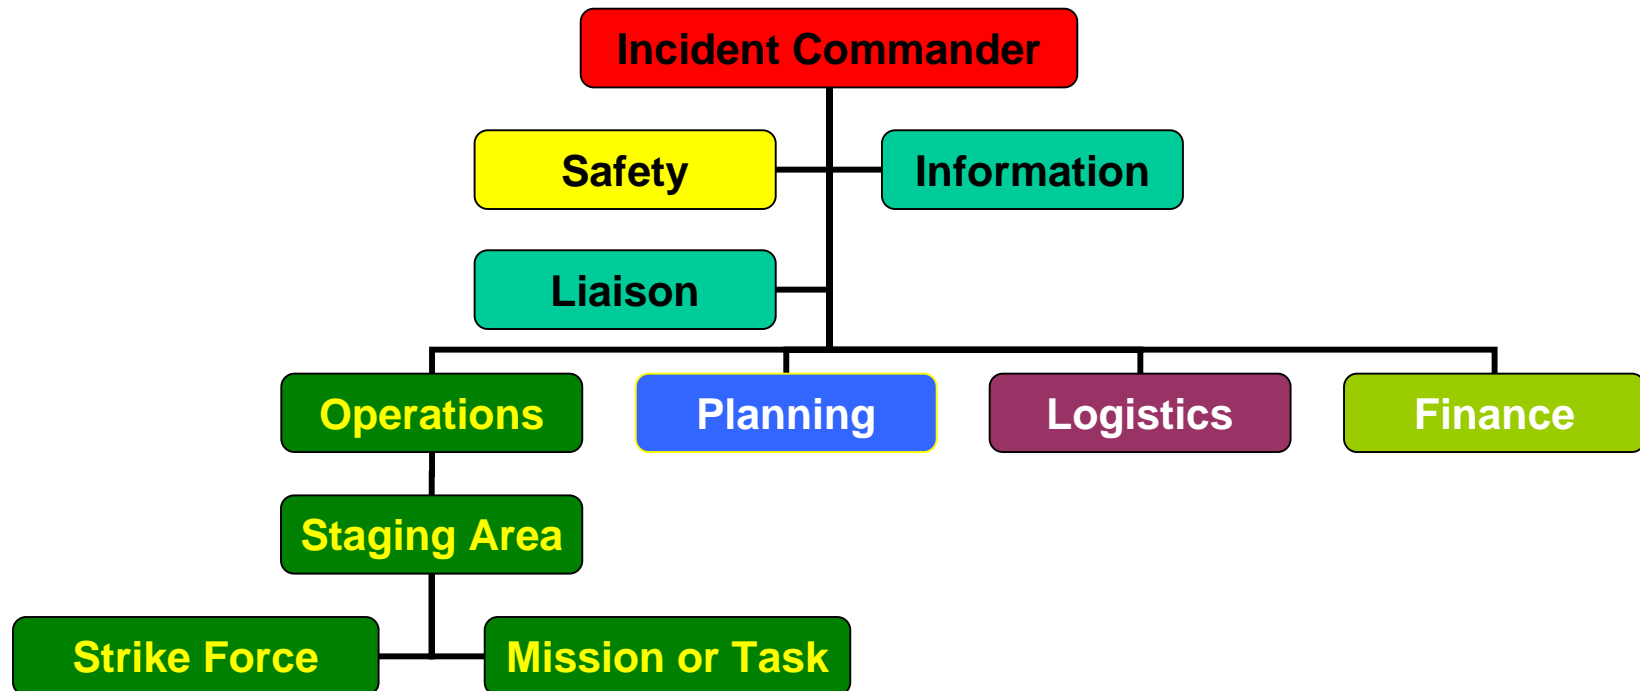 Incident Commander
Safety
Information
Liaison
Operations
Planning
Logistics
Finance
Staging Area
Strike Force
Mission or Task